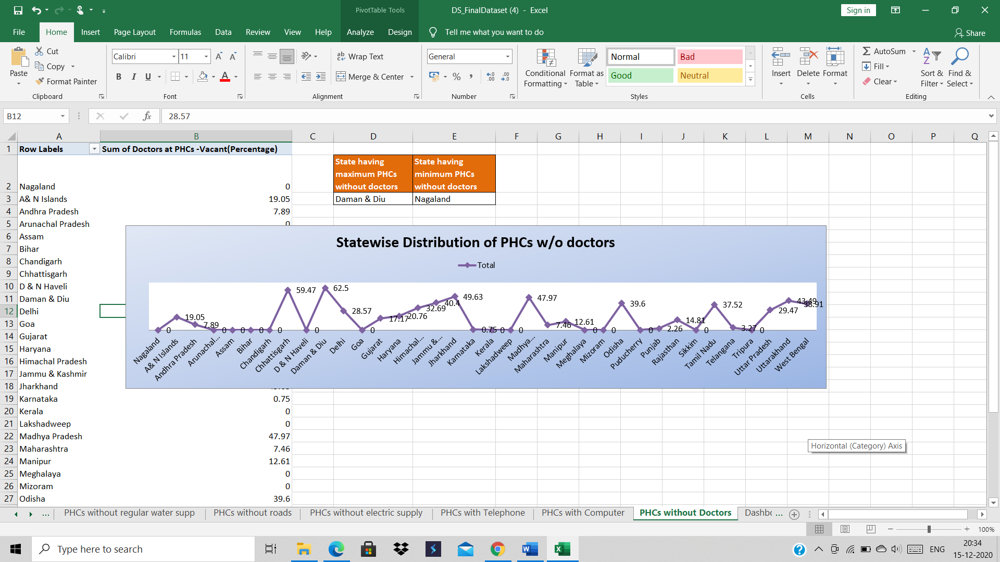 PivotTable Tools
DS_FinalDataset (4) - Excel
Sign in
File Home Insert Page Layout Formulas Data Review View Help Analyze Design Tell me what you want to do Share
Paste
Cut
Copy
Format Painter
Clipboard
Calibri 11
B I U
Font
Wrap Text
Merge & Center
Alignment
General
Number
Conditional Formatting
Format as Table
Normal Bad
Good Neutral
Styles
Insert Delete Format
Cells
AutoSum
Fill
Clear
Sort & Filter
Find & Select
Editing
B12 fx 28.57
A B C D E F G H I J K L M N O P Q
1 Row Labels Sum of Doctors at PHCs -Vacant(Percentage)
State having maximum PHCs without doctors
State having minimum PHCs without doctors
2 Nagaland 0
3 A& N Islands 19.05 Daman & Diu Nagaland
4 Andhra Pradesh 7.89
5 Arunachal Pradesh 0
6 Assam
7 Bihar
8 Chandigarh
9 Chhattisgarh
10 D & N Haveli
11 Daman & Diu
12 Delhi
13 Goa
14 Gujarat
15 Haryana
16 Himachal Pradesh
17 Jammu & Kashmir
18 Jharkhand
19 Karnataka 0.75
20 Kerala 0
21 Lakshadweep 0
22 Madhya Pradesh 47.97
23 Maharashtra 7.46
24 Manipur 12.61
25 Meghalaya 0
26 Mizoram 0
27 Odisha 39.6
Statewise Distribution of PHCs w/o doctors
Total
0 19.05 7.89 0 0 0 0 59.47 0 62.5 28.57 0 17.17 20.76 32.69 40.4 49.63 0.75 0 0 47.97 7.46 12.61 0 0 39.6 0 2.26 14.81 0 37.52 3.27 0 29.47 43.49 38.91
Nagaland
A& N Islands
Andhra Pradesh
Arunachal...
Assam
Bihar
Chandigarh
Chhattisgarh
D & N Haveli
Daman & Diu
Delhi
Goa
Gujarat
Haryana
Himachal...
Jammu &...
Jharkhand
Karnataka
Kerala
Lakshadweep
Madhya...
Maharashtra
Manipur
Meghalaya
Mizoram
Odisha
Puducherry
Punjab
Rajasthan
Sikkim
Tamil Nadu
Telangana
Tripura
Uttar Pradesh
Uttarakhand
West Bengal
Horizontal (Category) Axis
... PHCs without regular water supp PHCs without roads PHCs without electric supply PHCs with Telephone PHCs with Computer PHCs without Doctors Dashbc ...
100%
Type here to search
ENG
20:34
15-12-2020